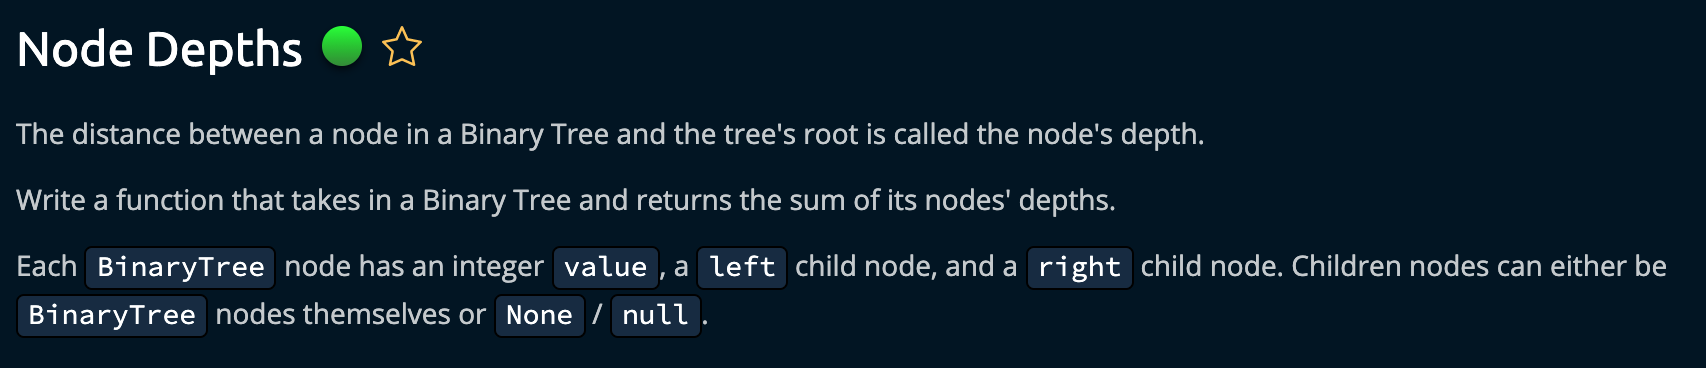 Node Depths
The distance between a node in a Binary Tree and the tree's root is called the node's depth.
Write a function that takes in a Binary Tree and returns the sum of its nodes' depths.
Each BinaryTree node has an integer value, a left child node, and a right child node. Children nodes can either be
BinaryTree nodes themselves or None / null.